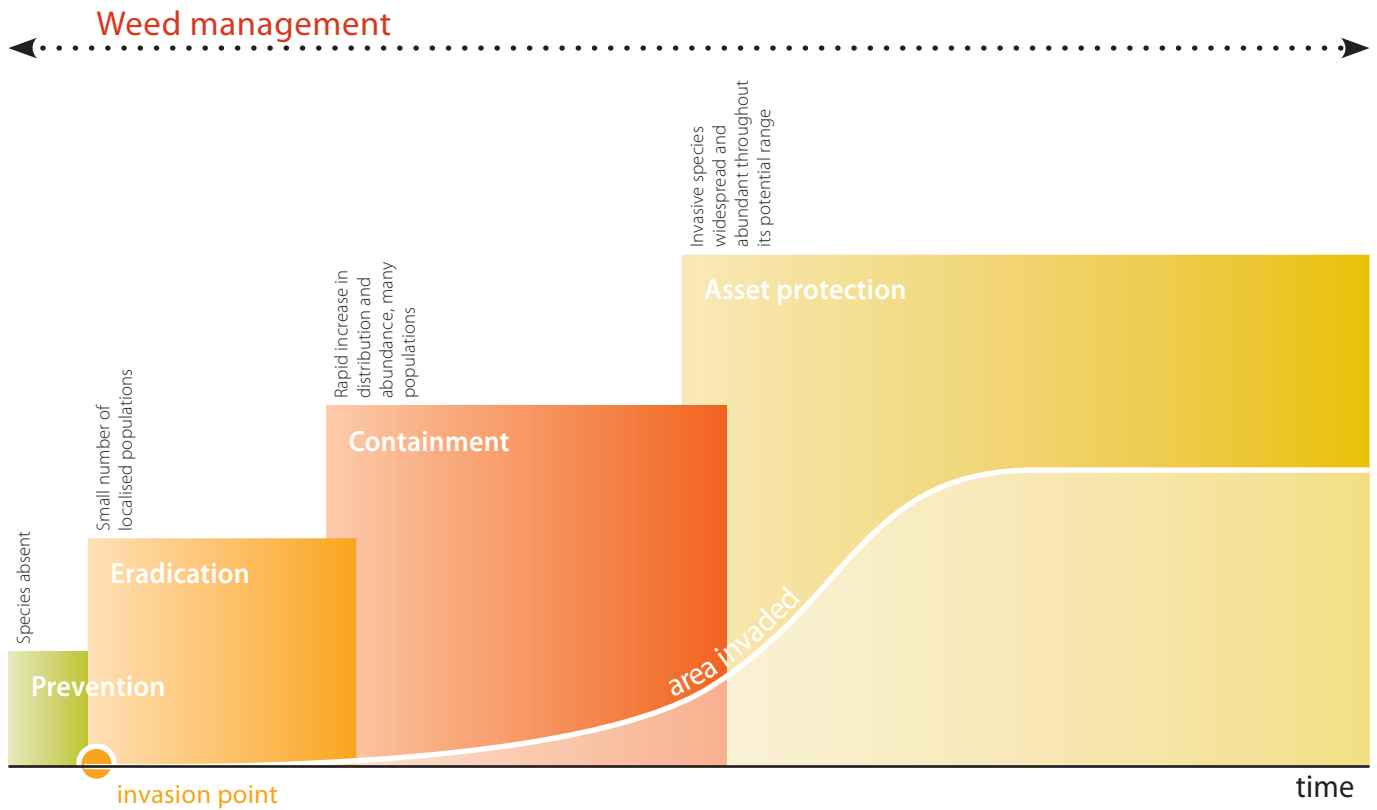 Weed management
Species absent
Prevention
Small number of
localised populations
Eradication
Rapid increase in
distribution and
abundance, many
populations
Containment
Invasive species
widespread and
abundant throughout
its potential range
Asset protection
area invaded
invasion point
time